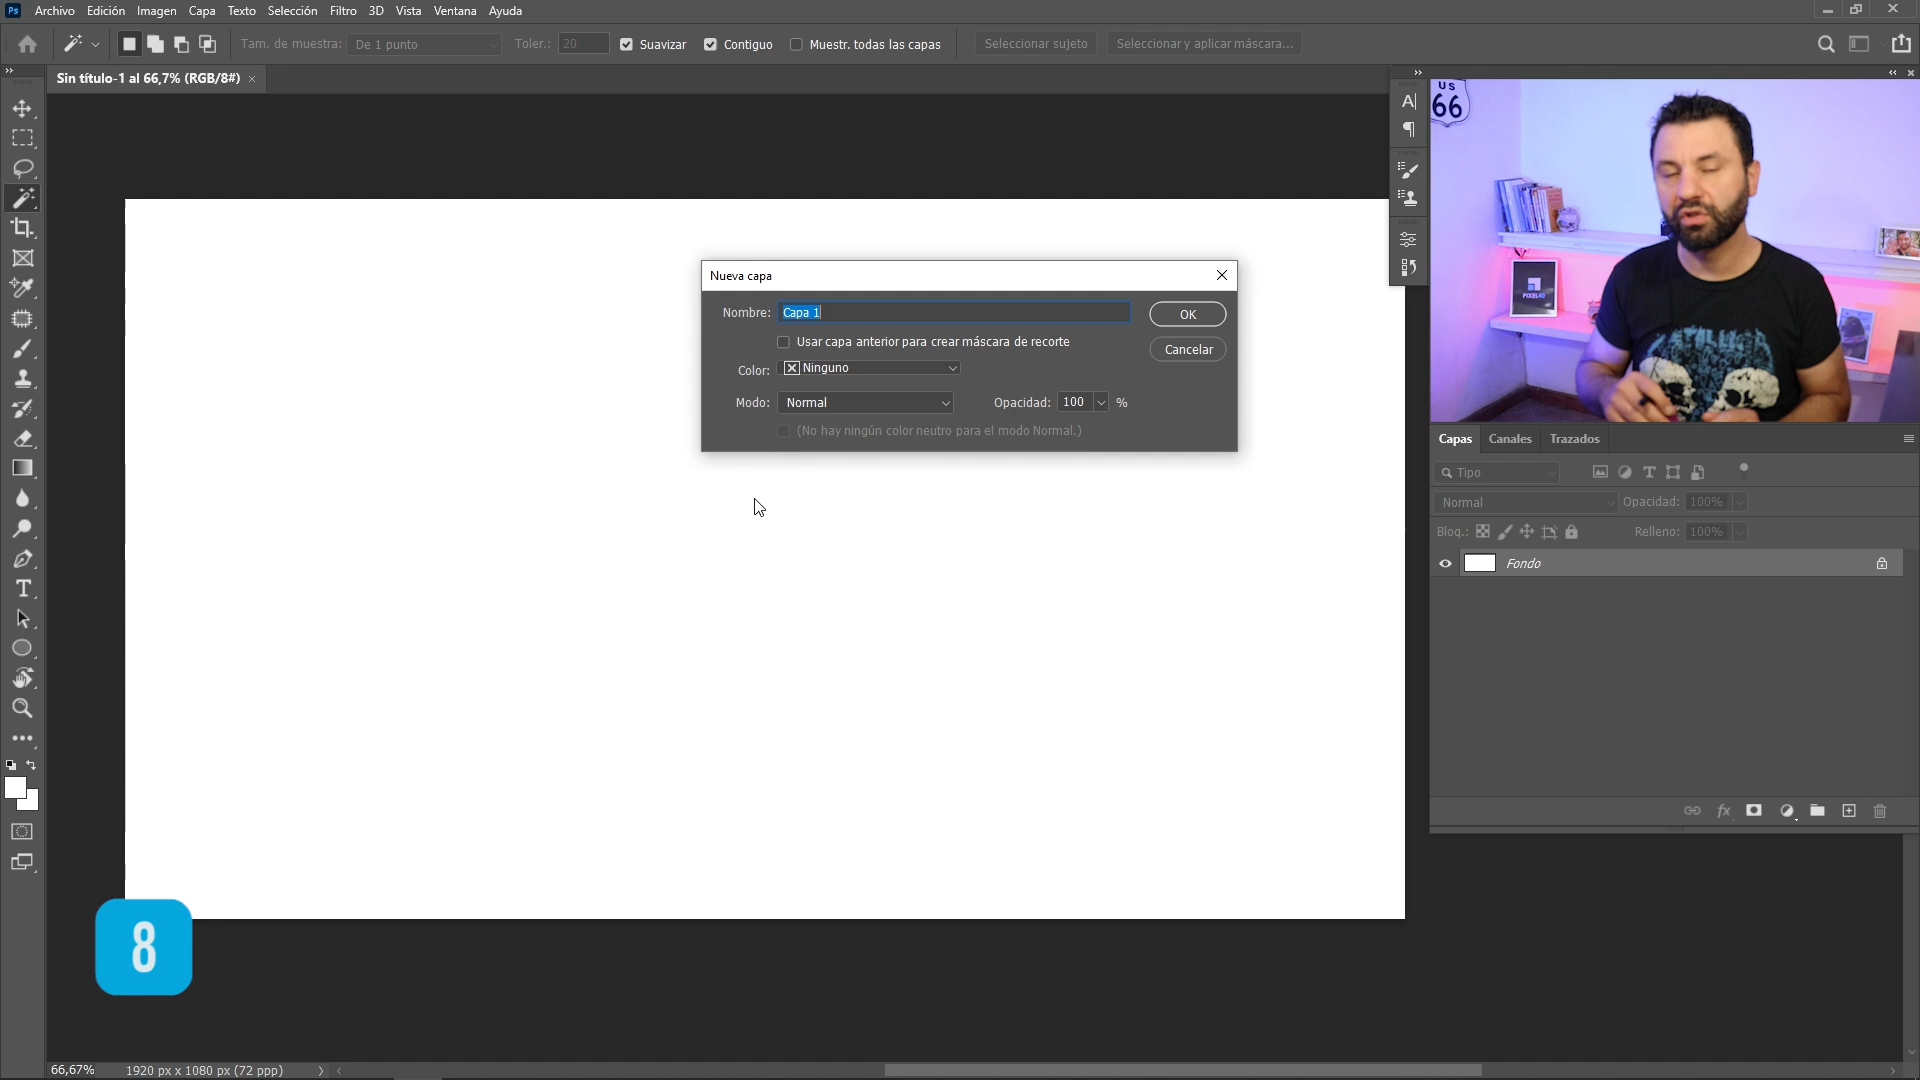 Ps Archivo Edición Imagen Capa Texto Selección Filtro 3D Vista Ventana Ayuda
Tam. de muestra: De 1 punto Toler.: 20 Suavizar Contiguo Muestr. todas las capas Seleccionar sujeto Seleccionar y aplicar máscara...
Sin título-1 al 66,7% (RGB/8#) ×
US
66
PIXEL40
Nueva capa
Nombre: Capa 1
OK
Usar capa anterior para crear máscara de recorte
Cancelar
Color: Ninguno
Modo: Normal Opacidad: 100 %
(No hay ningún color neutro para el modo Normal.)
Capas Canales Trazados
Tipo
Normal Opacidad: 100%
Bloq.: Relleno: 100%
Fondo
fx
8
66,67% 1920 px x 1080 px (72 ppp)